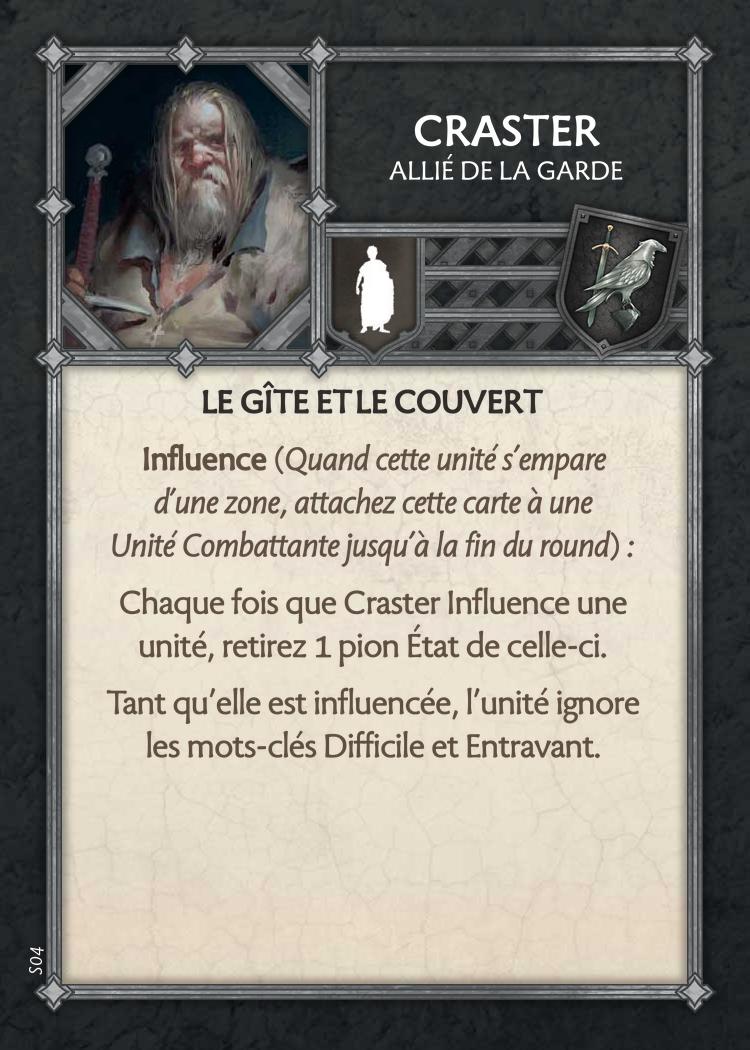 CRASTER
ALLIÉ DE LA GARDE
LE GÎTE ET LE COUVERT
Influence (Quand cette unité s'empare
d'une zone, attachez cette carte à une
Unité Combattante jusqu'à la fin du round) :
Chaque fois que Craster Influence une
unité, retirez 1 pion État de celle-ci.
Tant qu'elle est influencée, l'unité ignore
les mots-clés Difficile et Entravant.
S04